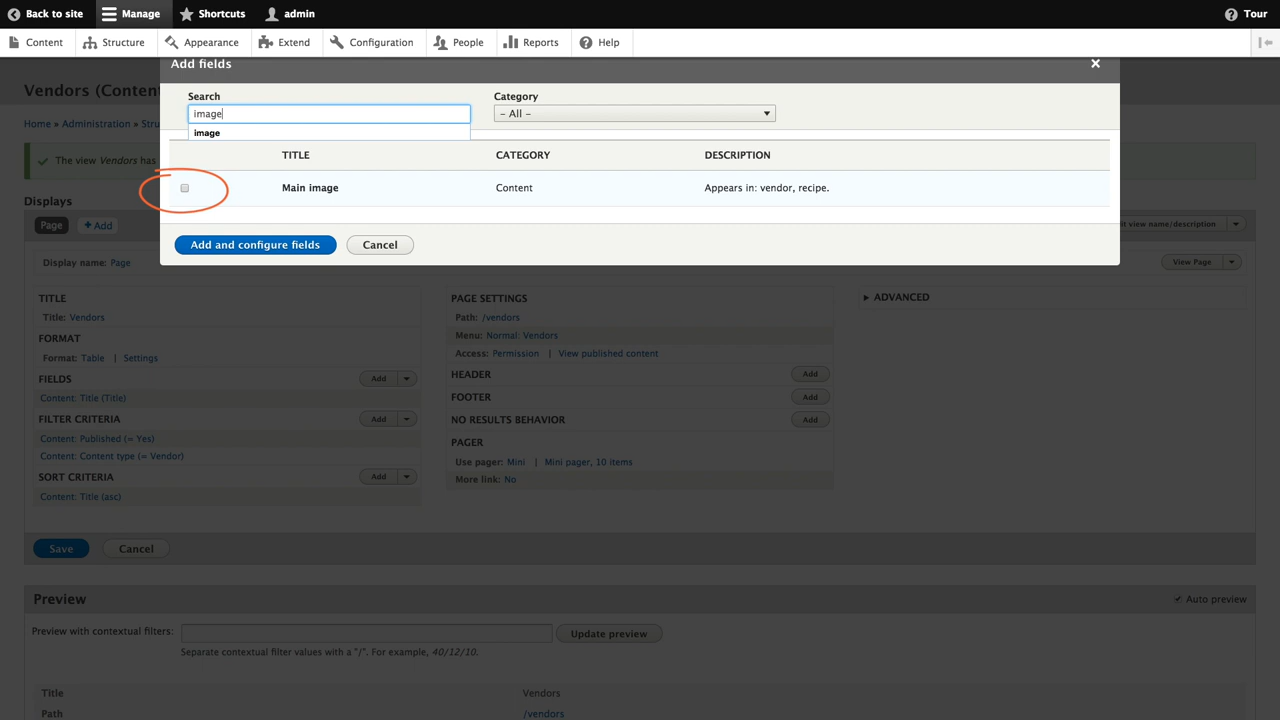 Back to site Manage Shortcuts admin Tour
Content Structure Appearance Extend Configuration People Reports Help
Add fields
Vendors (Conten
Search Category
image - All -
image
Home » Administration » Stru
TITLE CATEGORY DESCRIPTION
The view Vendors has
Main image Content Appears in: vendor, recipe.
Displays
Page + Add
Add and configure fields Cancel
it view name/description
Display name: Page
View Page
TITLE
Title: Vendors
FORMAT
Format: Table | Settings
FIELDS Add
Content: Title (Title)
FILTER CRITERIA Add
Content: Published (= Yes)
Content: Content type (= Vendor)
SORT CRITERIA Add
Content: Title (asc)
PAGE SETTINGS
Path: /vendors
Menu: Normal: Vendors
Access: Permission | View published content
HEADER Add
FOOTER Add
NO RESULTS BEHAVIOR Add
PAGER
Use pager: Mini | Mini pager, 10 items
More link: No
ADVANCED
Save Cancel
Preview
Auto preview
Preview with contextual filters: Update preview
Separate contextual filter values with a "/". For example, 40/12/10.
Title Vendors
Path /vendors